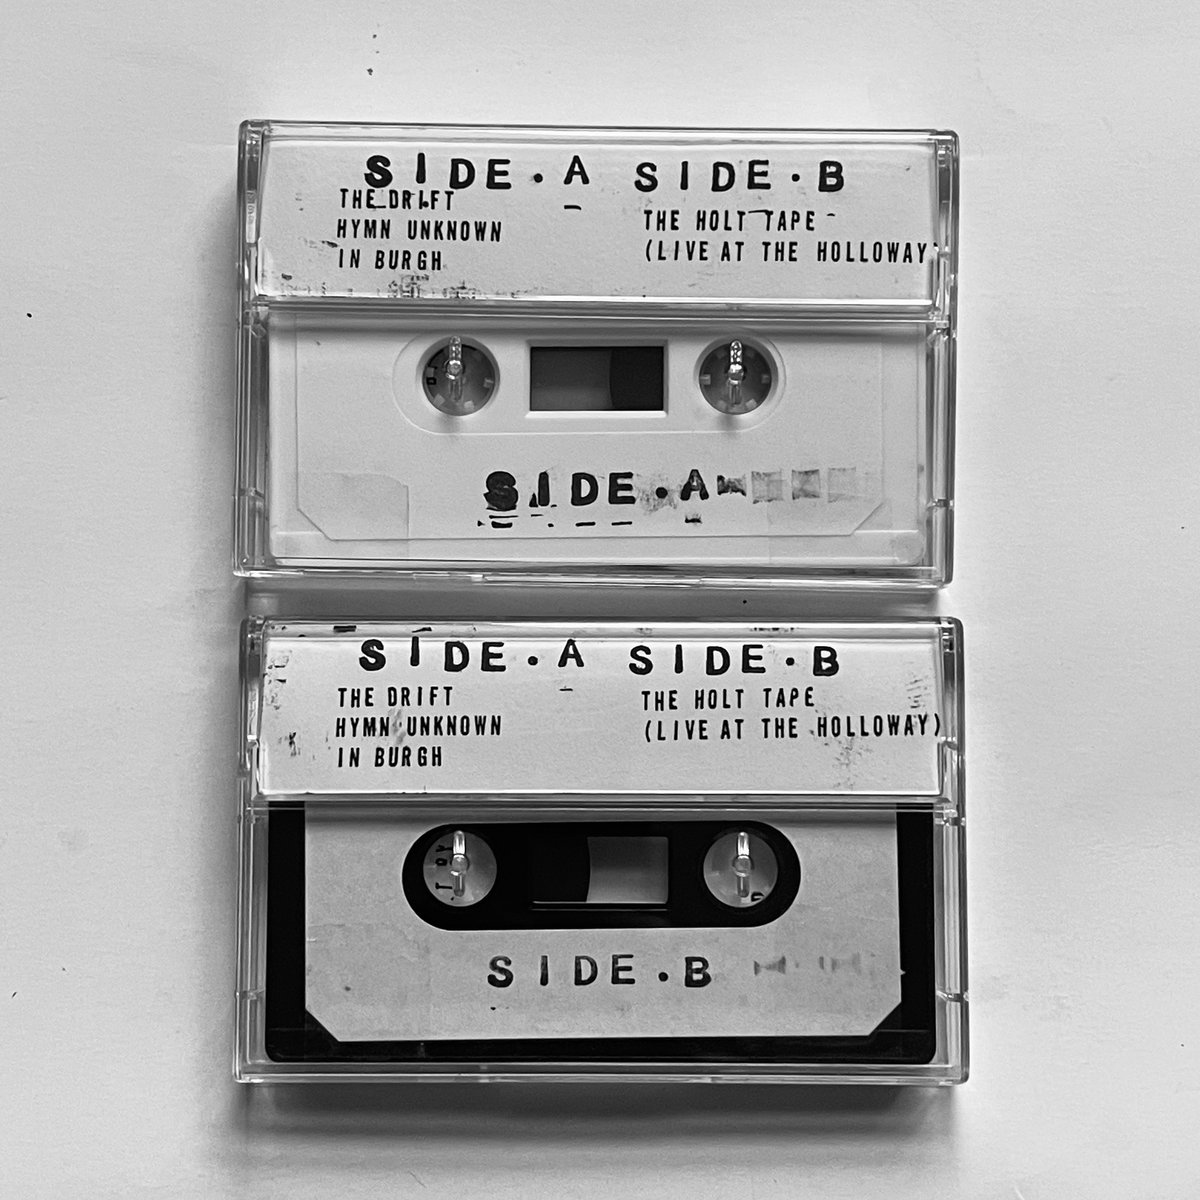 SIDE.A SIDE.B
THE DRIFT
HYMN UNKNOWN
IN BURGH
THE HOLT TAPE
(LIVE AT THE HOLLOWAY)
SIDE.A
SIDE.A SIDE.B
THE DRIFT
HYMN UNKNOWN
IN BURGH
THE HOLT TAPE
(LIVE AT THE HOLLOWAY)
SIDE.B